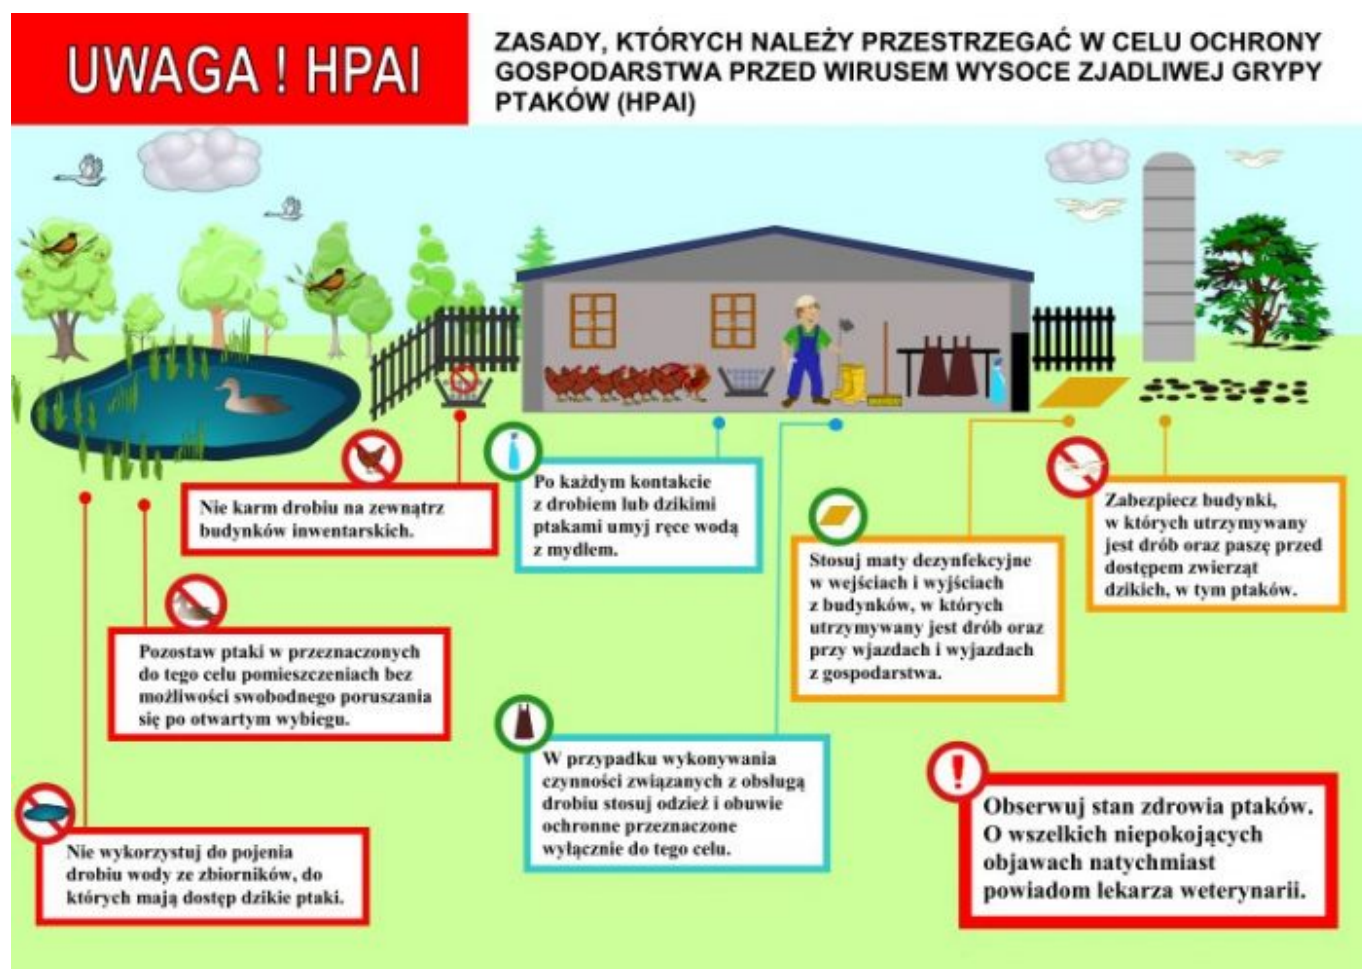 UWAGA ! HPAI
ZASADY, KTÓRYCH NALEŻY PRZESTRZEGAĆ W CELU OCHRONY
GOSPODARSTWA PRZED WIRUSEM WYSOCE ZJADLIWEJ GRYPY
PTAKÓW (HPAI)
Nie karm drobiu na zewnątrz
budynków inwentarskich.
Po każdym kontakcie
z drobiem lub dzikimi
ptakami umyj ręce wodą
z mydłem.
Stosuj maty dezynfekcyjne
w wejściach i wyjściach
z budynków, w których
utrzymywany jest drób oraz
przy wjazdach i wyjazdach
z gospodarstwa.
Zabezpiecz budynki,
w których utrzymywany
jest drób oraz paszę przed
dostępem zwierząt
dzikich, w tym ptaków.
Pozostaw ptaki w przeznaczonych
do tego celu pomieszczeniach bez
możliwości swobodnego poruszania
się po otwartym wybiegu.
W przypadku wykonywania
czynności związanych z obsługą
drobiu stosuj odzież i obuwie
ochronne przeznaczone
wyłącznie do tego celu.
Nie wykorzystuj do pojenia
drobiu wody ze zbiorników, do
których mają dostęp dzikie ptaki.
Obserwuj stan zdrowia ptaków.
O wszelkich niepokojących
objawach natychmiast
powiadom lekarza weterynarii.